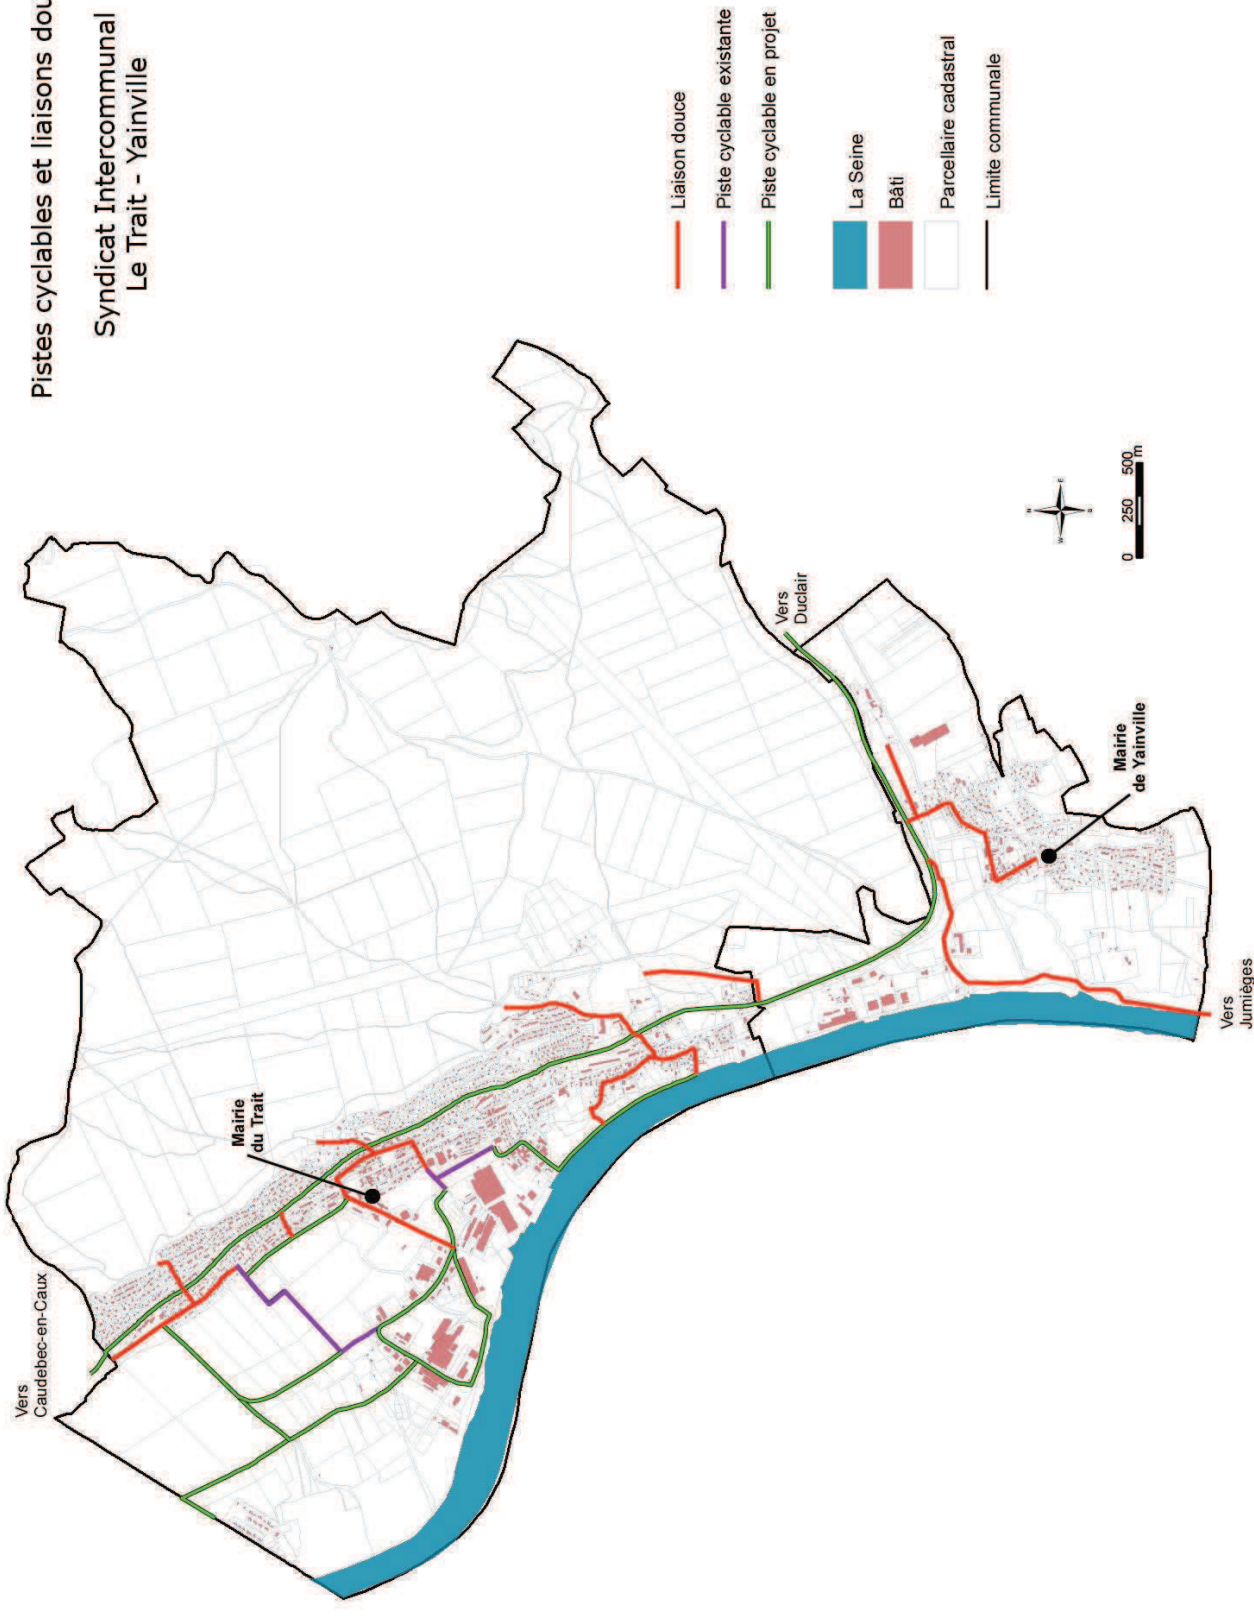 Pistes cyclables et liaisons dou
Syndicat Intercommunal
Le Trait - Yainville
Liaison douce
Piste cyclable existante
Piste cyclable en projet
La Seine
Bâti
Parcellaire cadastral
Limite communale
Vers
Caudebec-en-Caux
Mairie
du Trait
Vers
Duclair
Mairie
de Yainville
Vers
Jumièges
N
W
E
S
0 250 500 m